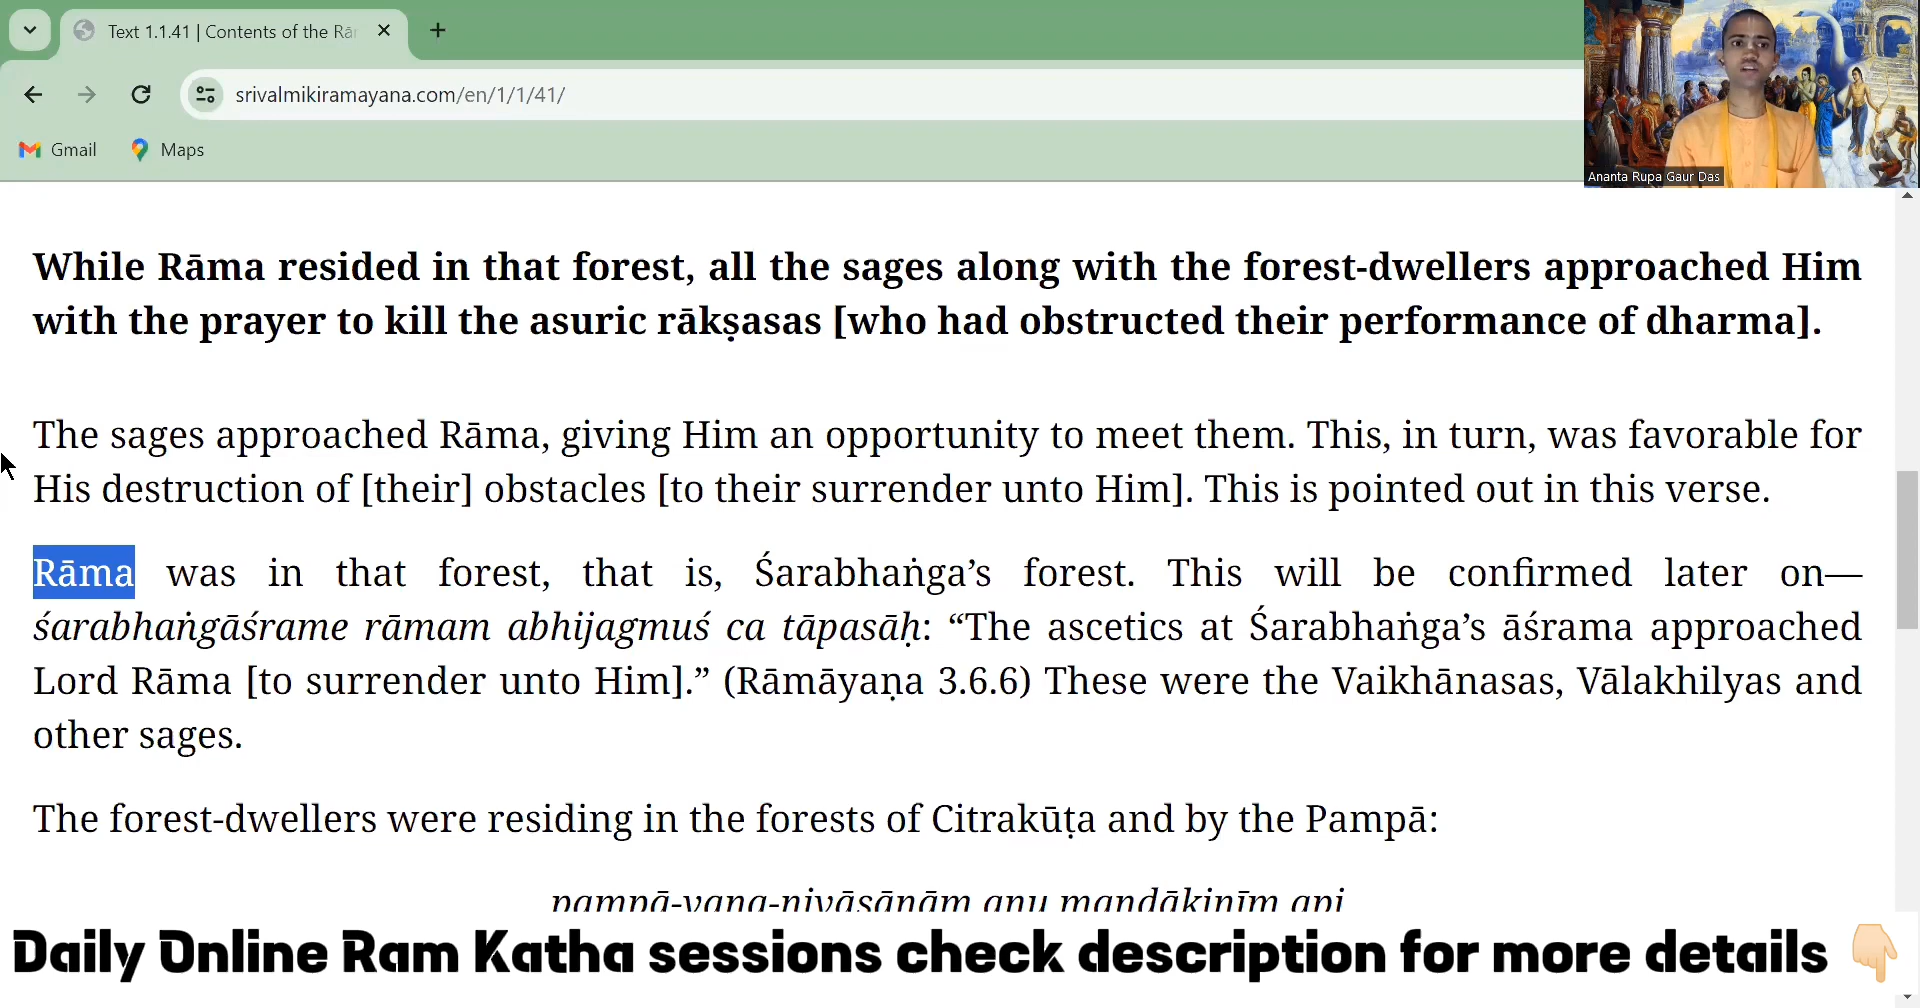 Text 1.1.41 | Contents of the Rā
srivalmikiramayana.com/en/1/1/41/
Gmail Maps
Ananta Rupa Gaur Das
While Rāma resided in that forest, all the sages along with the forest-dwellers approached Him
with the prayer to kill the asuric rākṣasas [who had obstructed their performance of dharma].
The sages approached Rāma, giving Him an opportunity to meet them. This, in turn, was favorable for
His destruction of [their] obstacles [to their surrender unto Him]. This is pointed out in this verse.
Rāma was in that forest, that is, Śarabhaṅga’s forest. This will be confirmed later on—
śarabhaṅgāśrame rāmam abhijagmuś ca tāpasāḥ: “The ascetics at Śarabhaṅga’s āśrama approached
Lord Rāma [to surrender unto Him].” (Rāmāyaṇa 3.6.6) These were the Vaikhānasas, Vālakhilyas and
other sages.
The forest-dwellers were residing in the forests of Citrakūṭa and by the Pampā:
pampā-vana-nivāsānām anu mandākinīm api
Daily Online Ram Katha sessions check description for more details